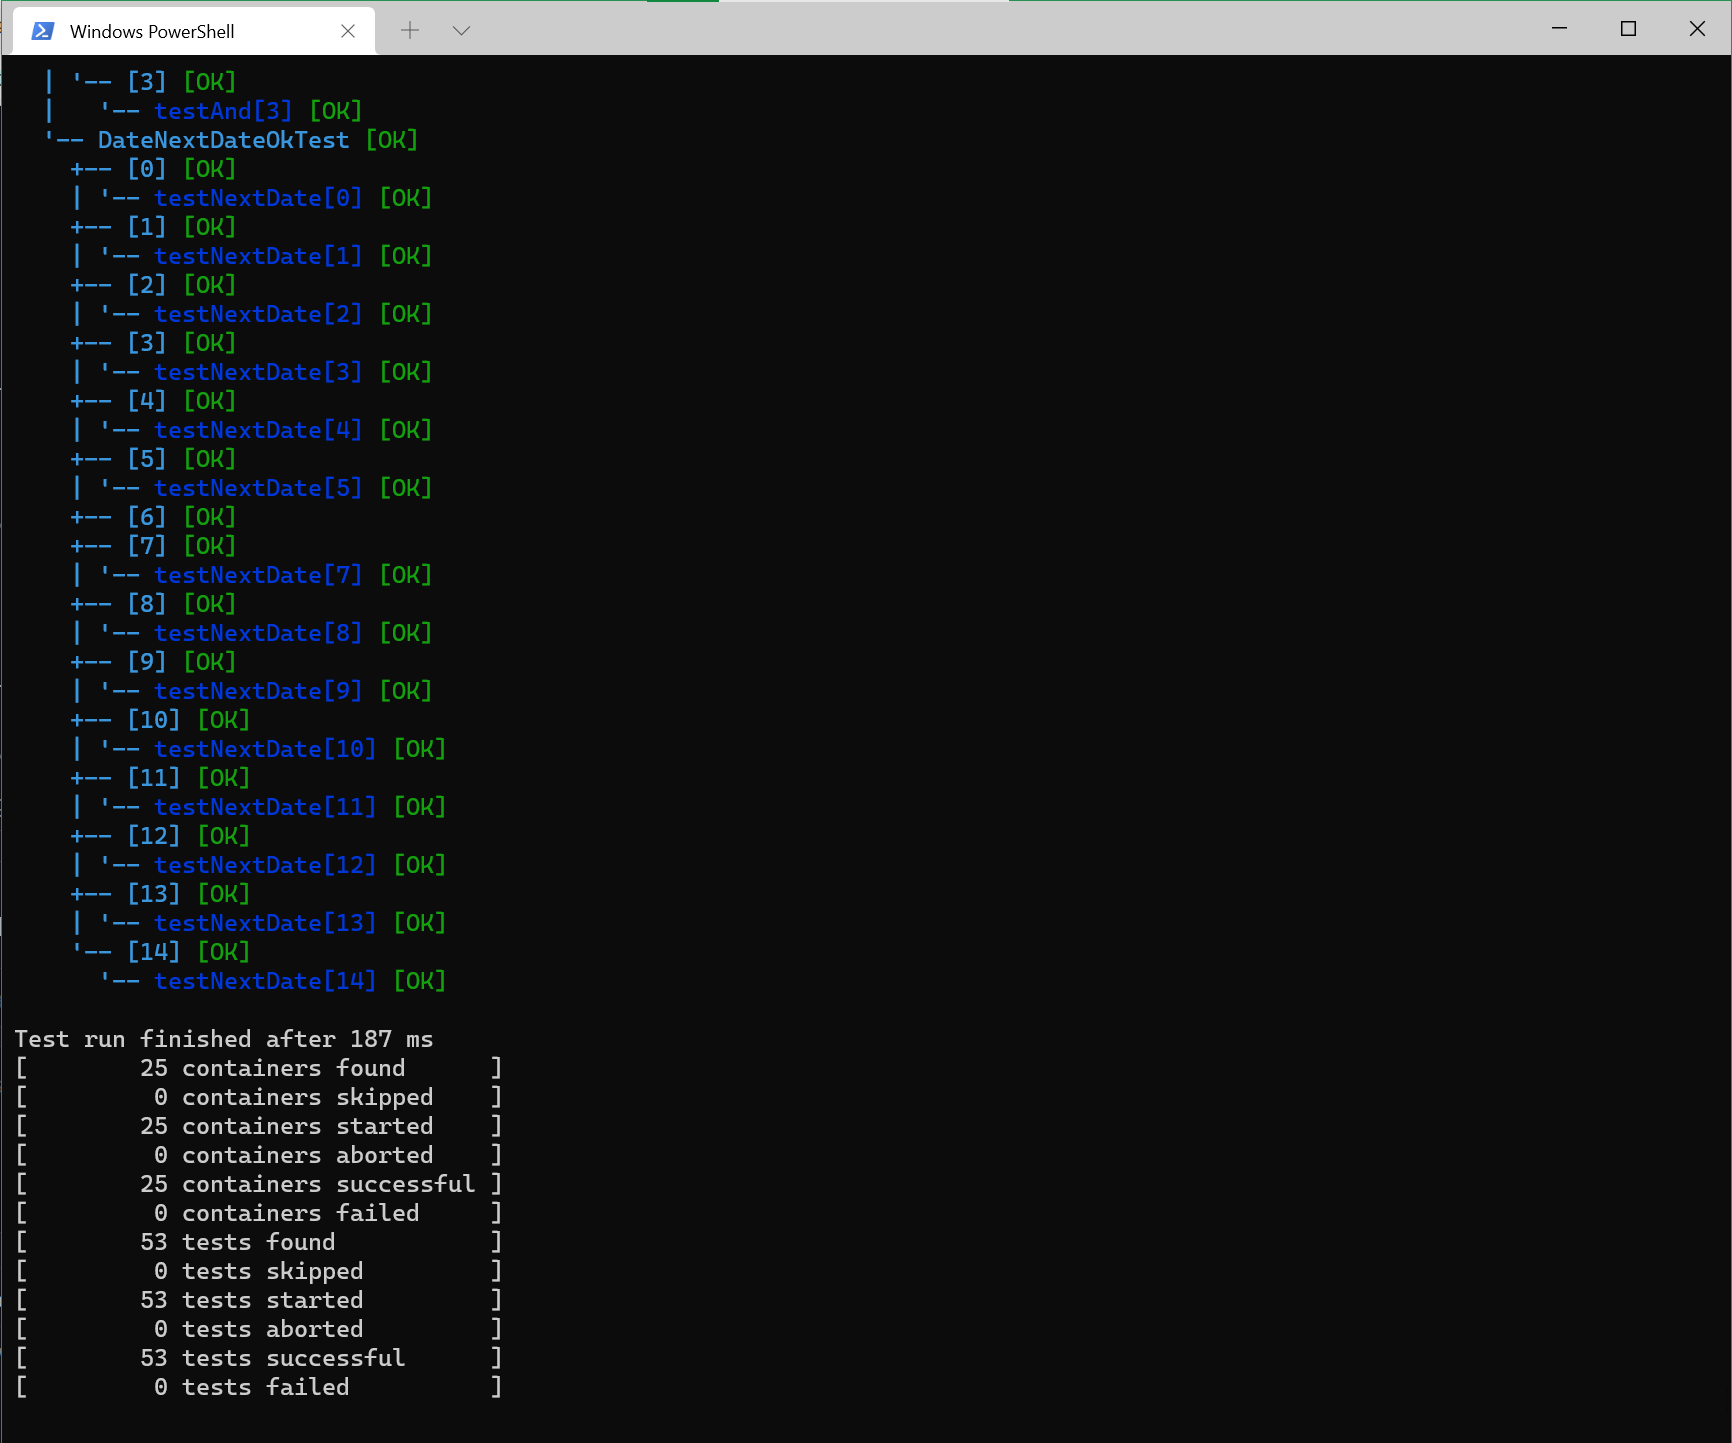 Windows PowerShell
| '-- [3] [OK]
|   '-- testAnd[3] [OK]
'-- DateNextDateOkTest [OK]
  +-- [0] [OK]
  | '-- testNextDate[0] [OK]
  +-- [1] [OK]
  | '-- testNextDate[1] [OK]
  +-- [2] [OK]
  | '-- testNextDate[2] [OK]
  +-- [3] [OK]
  | '-- testNextDate[3] [OK]
  +-- [4] [OK]
  | '-- testNextDate[4] [OK]
  +-- [5] [OK]
  | '-- testNextDate[5] [OK]
  +-- [6] [OK]
  +-- [7] [OK]
  | '-- testNextDate[7] [OK]
  +-- [8] [OK]
  | '-- testNextDate[8] [OK]
  +-- [9] [OK]
  | '-- testNextDate[9] [OK]
  +-- [10] [OK]
  | '-- testNextDate[10] [OK]
  +-- [11] [OK]
  | '-- testNextDate[11] [OK]
  +-- [12] [OK]
  | '-- testNextDate[12] [OK]
  +-- [13] [OK]
  | '-- testNextDate[13] [OK]
  '-- [14] [OK]
    '-- testNextDate[14] [OK]
Test run finished after 187 ms
[        25 containers found      ]
[         0 containers skipped    ]
[        25 containers started    ]
[         0 containers aborted    ]
[        25 containers successful ]
[         0 containers failed     ]
[        53 tests found           ]
[         0 tests skipped         ]
[        53 tests started         ]
[         0 tests aborted         ]
[        53 tests successful      ]
[         0 tests failed          ]